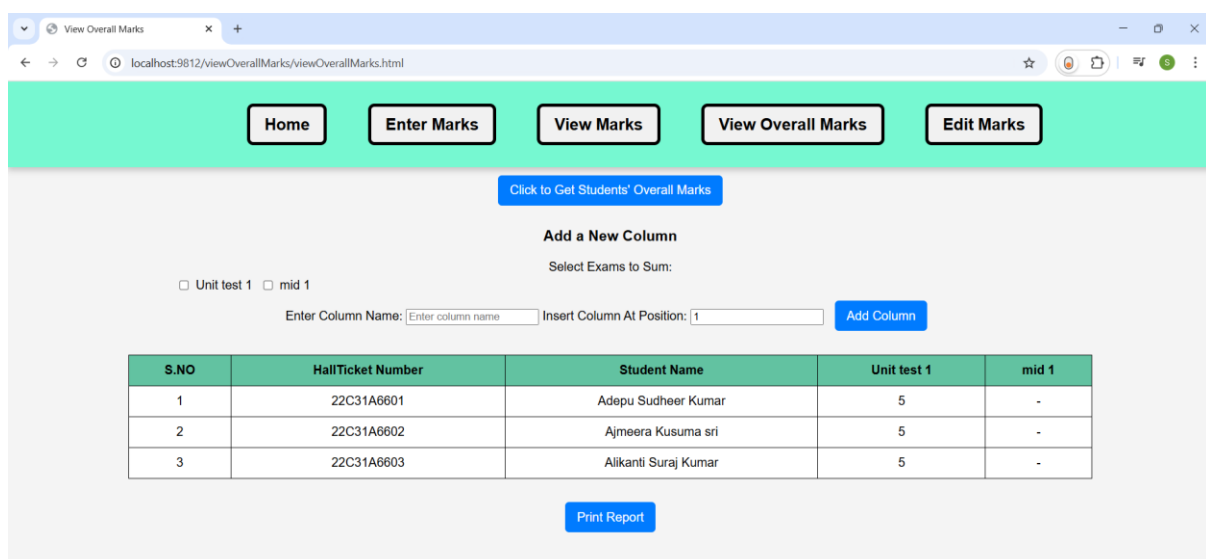 View Overall Marks
localhost:9812/viewOverallMarks/viewOverallMarks.html
S
Home Enter Marks View Marks View Overall Marks Edit Marks
Click to Get Students' Overall Marks
Add a New Column
Select Exams to Sum:
Unit test 1 mid 1
Enter Column Name: Enter column name Insert Column At Position: 1 Add Column
S.NO HallTicket Number Student Name Unit test 1 mid 1
1 22C31A6601 Adepu Sudheer Kumar 5 -
2 22C31A6602 Ajmeera Kusuma sri 5 -
3 22C31A6603 Alikanti Suraj Kumar 5 -
Print Report